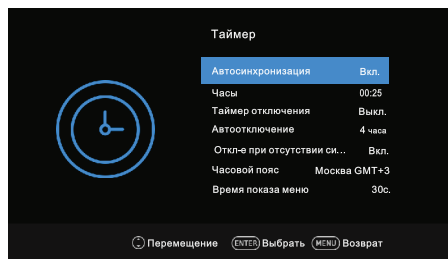 Таймер
Автосинхронизация Вкл.
Часы 00:25
Таймер отключения Выкл.
Автоотключение 4 часа
Откл-е при отсутствии си... Вкл.
Часовой пояс Москва GMT+3
Время показа меню 30с.
Перемещение ENTER Выбрать MENU Возврат